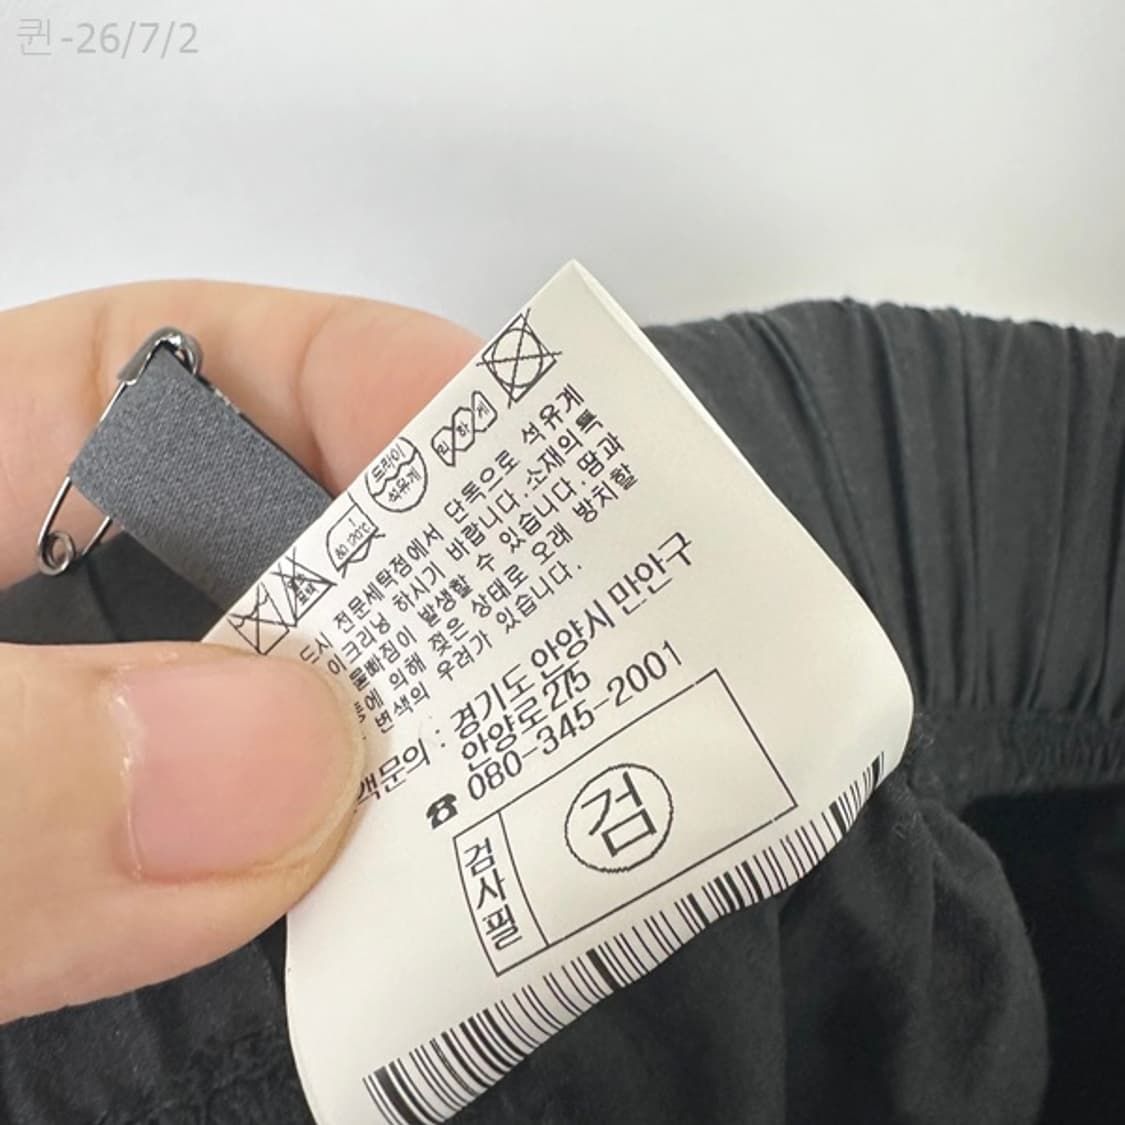 퀸-26/7/2
약하게
드라이
석유계
80~120℃
드시 전문세탁점에서 단독으로 석유계
이크리닝 하시기 바랍니다.소재의 특
물빠짐이 발생할 수 있습니다.땀과
에 의해 젖은 상태로 오래 방치할
변색의 우려가 있습니다.
객문의 : 경기도 안양시 만안구
안양로 275
☎ 080-345-2001
검사필
검